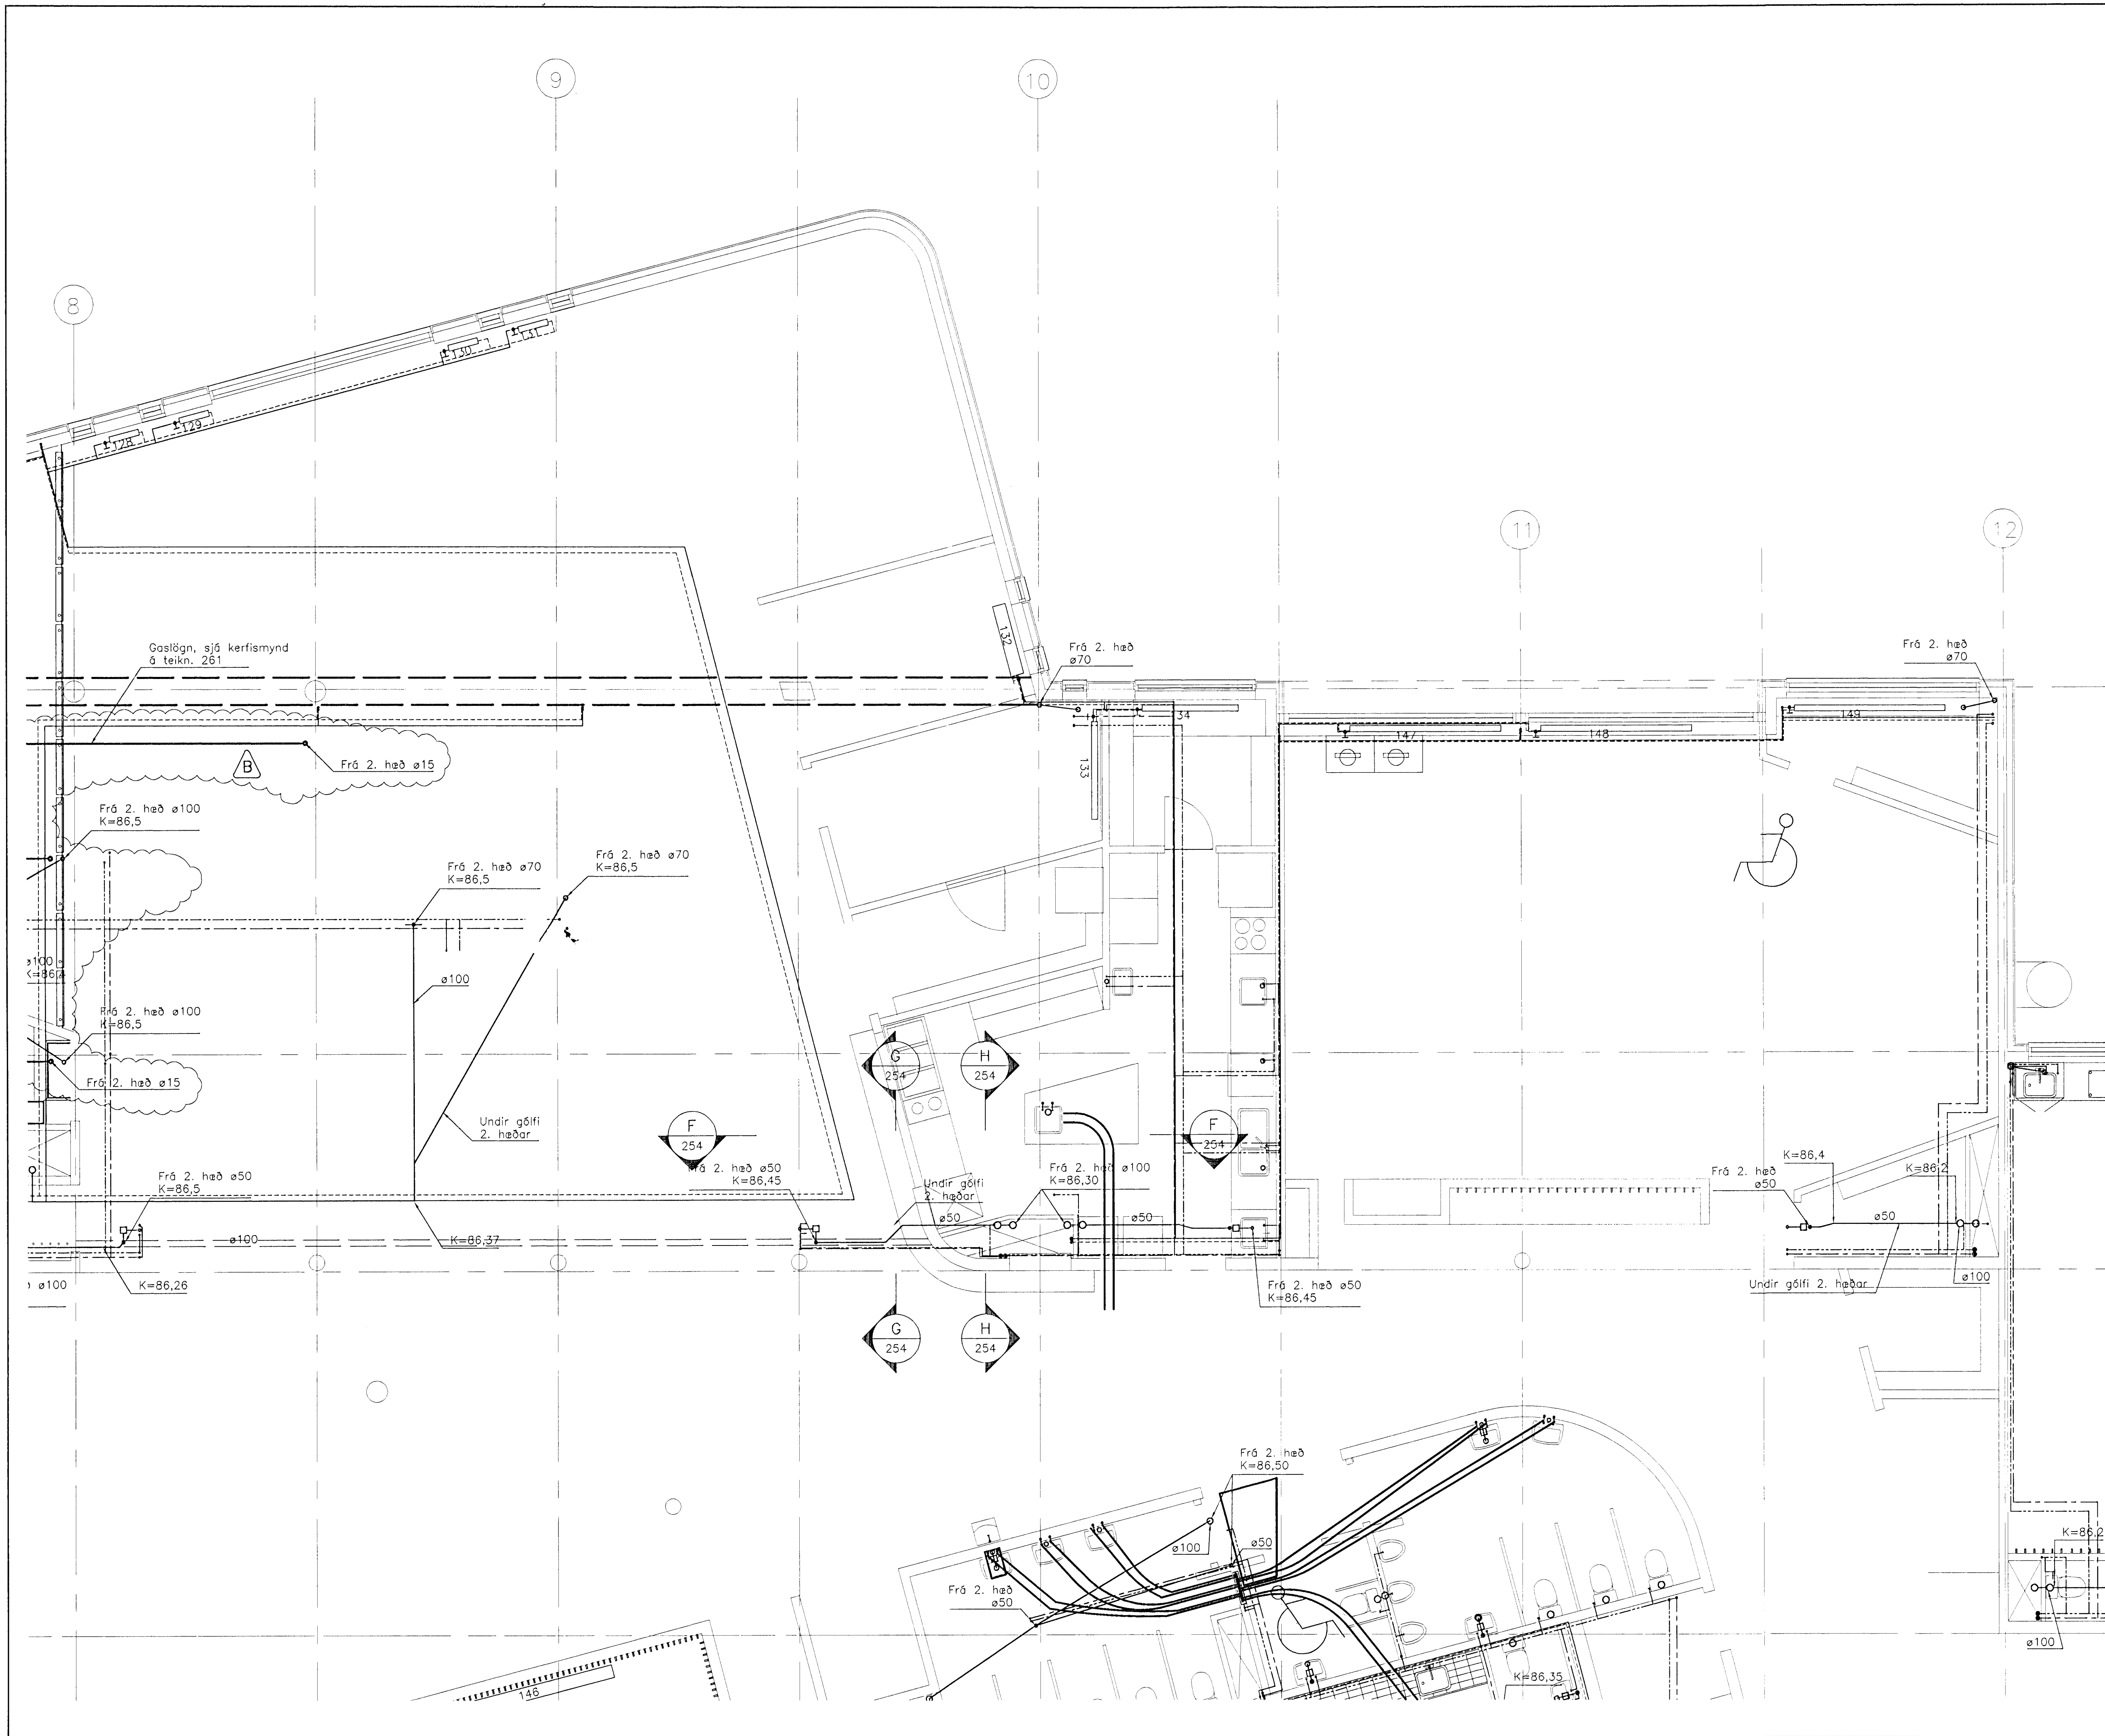 9
10
8
11
12
131
130
129
128
132
Gaslögn, sjá kerfismynd
á teikn. 261
Frá 2. hæð
ø70
Frá 2. hæð
ø70
34
133
147
148
149
B
Frá 2. hæð ø15
Frá 2. hæð ø100
K=86,5
Frá 2. hæð ø70
K=86,5
Frá 2. hæð ø70
K=86,5
ø100
ø100
Frá 2. hæð ø100
K=86,5
Frá 2. hæð ø15
Undir gólfi
2. hæðar
G
254
H
254
F
254
F
254
Frá 2. hæð ø50
K=86,5
Frá 2. hæð ø50
K=86,45
Undir gólfi
2. hæðar
Frá 2. hæð ø100
K=86,30
ø50
ø50
Frá 2. hæð
ø50
K=86,4
K=86,2
ø50
ø100
K=86,37
K=86,26
ø100
Frá 2. hæð ø50
K=86,45
Undir gólfi 2. hæðar
ø100
G
254
H
254
Frá 2. hæð
K=86,50
1
ø100
ø50
Frá 2. hæð
ø50
K=86,2
ø100
K=86,35
146